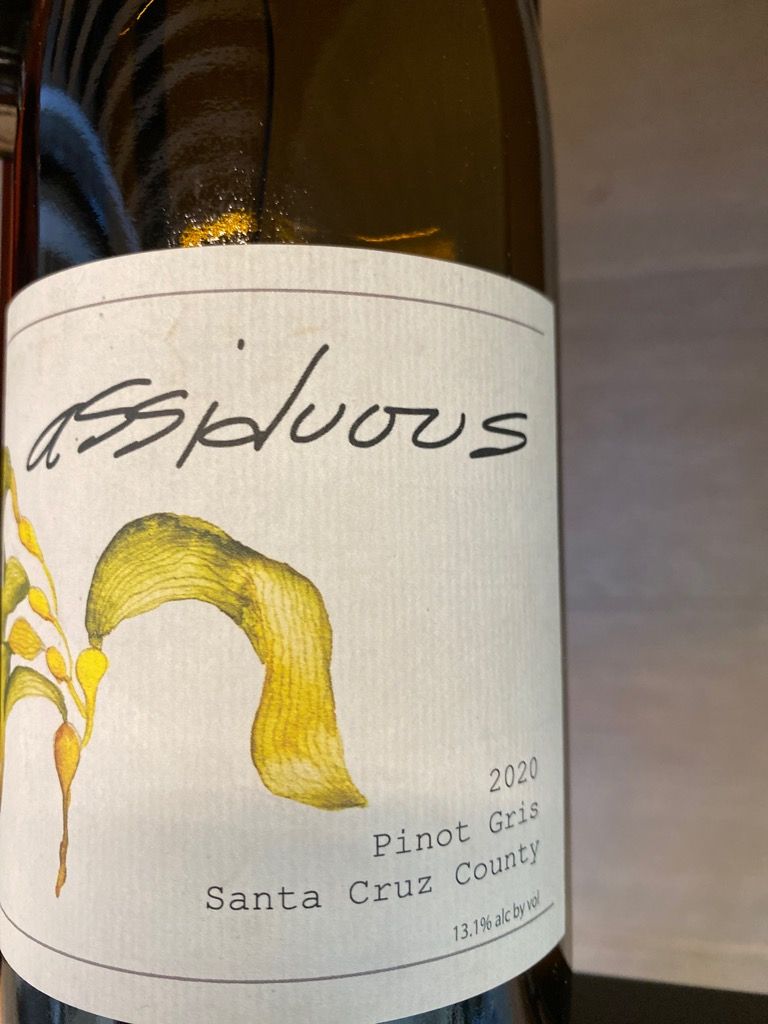 assiduous
2020
Pinot Gris
Santa Cruz County
13.1% alc by vol